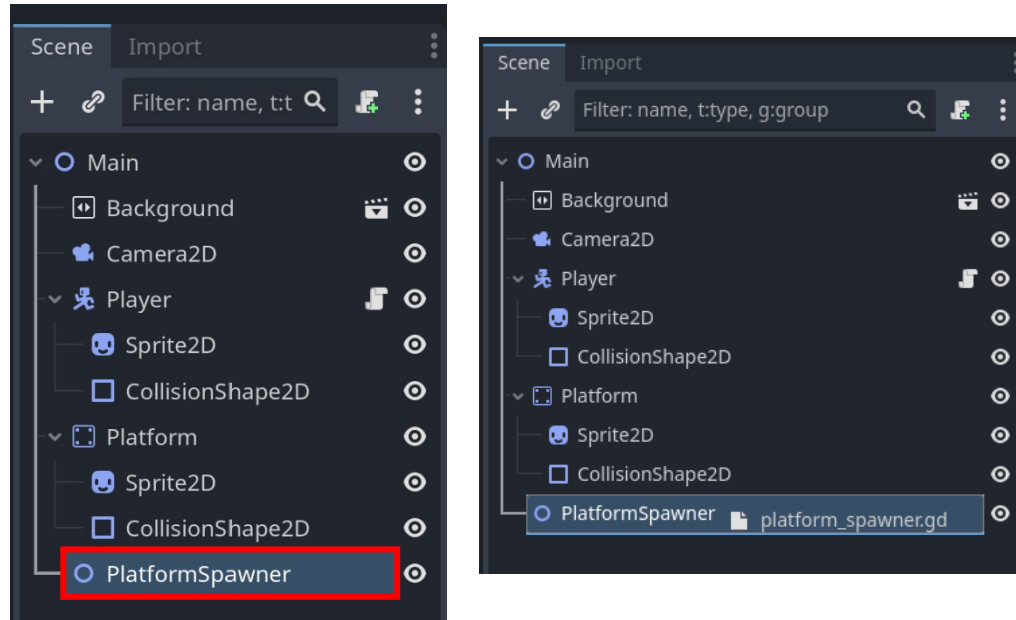 Scene Import
Filter: name, t:t
Main
Background
Camera2D
Player
Sprite2D
CollisionShape2D
Platform
Sprite2D
CollisionShape2D
PlatformSpawner
Scene Import
Filter: name, t:type, g:group
Main
Background
Camera2D
Player
Sprite2D
CollisionShape2D
Platform
Sprite2D
CollisionShape2D
PlatformSpawner platform_spawner.gd